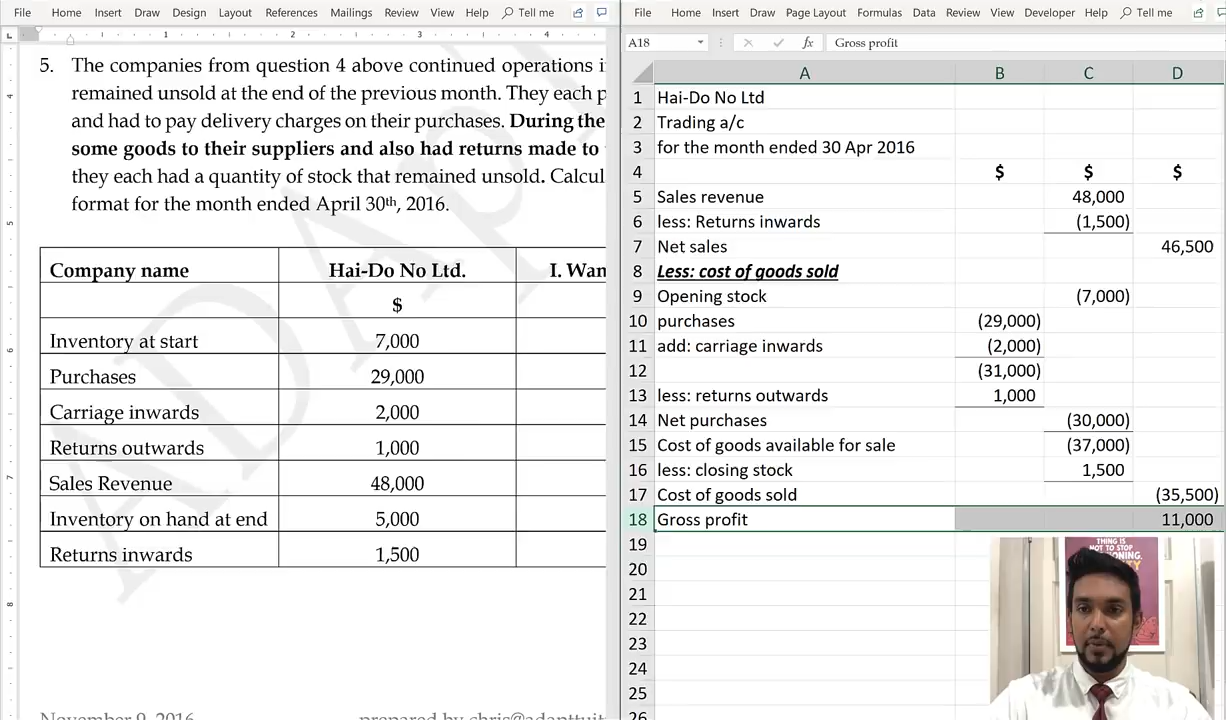 File Home Insert Draw Design Layout References Mailings Review View Help Tell me
5. The companies from question 4 above continued operations i
remained unsold at the end of the previous month. They each p
and had to pay delivery charges on their purchases. During the
some goods to their suppliers and also had returns made to
they each had a quantity of stock that remained unsold. Calcul
format for the month ended April 30th, 2016.
Company name Hai-Do No Ltd. I. Wan
$
Inventory at start 7,000
Purchases 29,000
Carriage inwards 2,000
Returns outwards 1,000
Sales Revenue 48,000
Inventory on hand at end 5,000
Returns inwards 1,500
November 9, 2016 prepared by chris@adapttuit
File Home Insert Draw Page Layout Formulas Data Review View Developer Help Tell me
A18 fx Gross profit
A B C D
1 Hai-Do No Ltd
2 Trading a/c
3 for the month ended 30 Apr 2016
4 $ $ $
5 Sales revenue 48,000
6 less: Returns inwards (1,500)
7 Net sales 46,500
8 Less: cost of goods sold
9 Opening stock (7,000)
10 purchases (29,000)
11 add: carriage inwards (2,000)
12 (31,000)
13 less: returns outwards 1,000
14 Net purchases (30,000)
15 Cost of goods available for sale (37,000)
16 less: closing stock 1,500
17 Cost of goods sold (35,500)
18 Gross profit 11,000
19
20
21
22
23
24
25
26
THING IS
NOT TO STOP